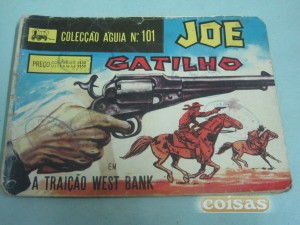 COLECÇÃO AGUIA N.º 101
JOE
GATILHO
EM
A TRAIÇÃO WEST BANK
coisas